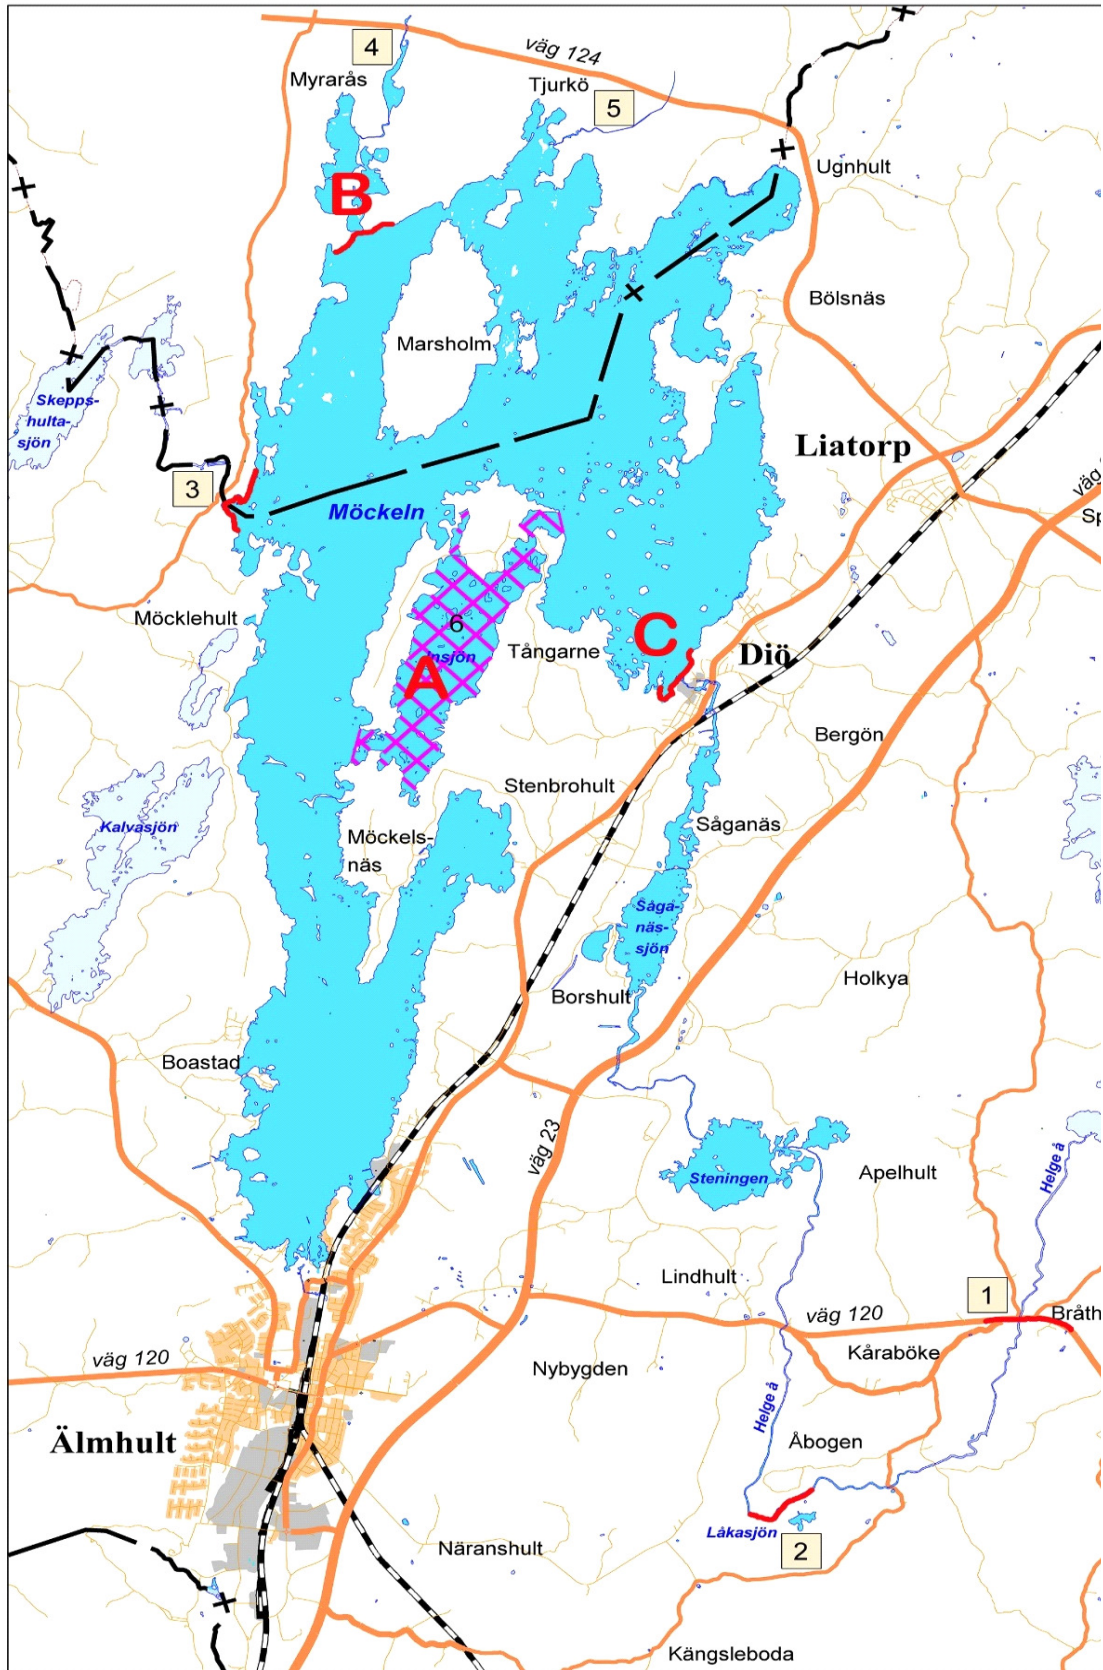 4
väg 124
Myrarås
Tjurkö
5
Ugnhult
B
Bölsnäs
Marsholm
Skepps-
hulta-
sjön
Liatorp
3
Möckeln
väg
Sp
Möcklehult
6
Insjön
A
Tångarne
C
Diö
Bergön
Stenbrohult
Kalvasjön
Såganäs
Möckels-
näs
Såga-
näs-
sjön
Holkya
Borshult
Boastad
väg 23
Steningen
Apelhult
Helge å
Lindhult
1
väg 120
Bråth
Kåraböke
väg 120
Nybygden
Helge å
Älmhult
Åbogen
Låkasjön
2
Näranshult
Kängsleboda